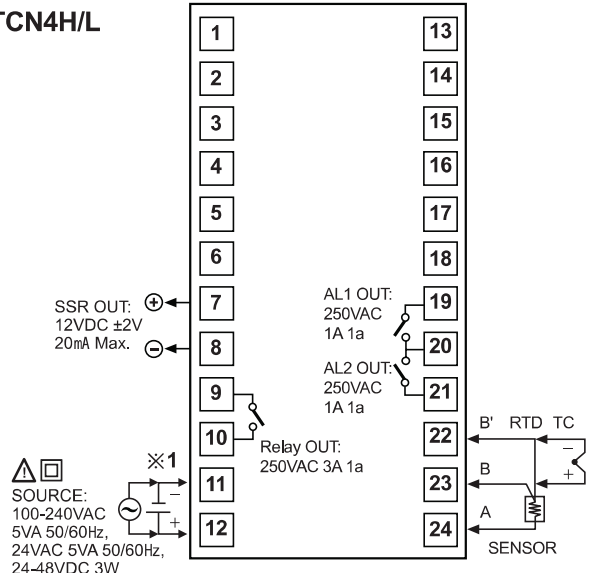 TCN4H/L
1
2
3
4
5
6
7
8
9
10
11
12
13
14
15
16
17
18
19
20
21
22
23
24
SSR OUT:
12VDC ±2V
20mA Max.
+
−
Relay OUT:
250VAC 3A 1a
※1
−
+
SOURCE:
100-240VAC
5VA 50/60Hz,
24VAC 5VA 50/60Hz,
24-48VDC 3W
AL1 OUT:
250VAC
1A 1a
AL2 OUT:
250VAC
1A 1a
B' RTD TC
−
+
B
A
SENSOR